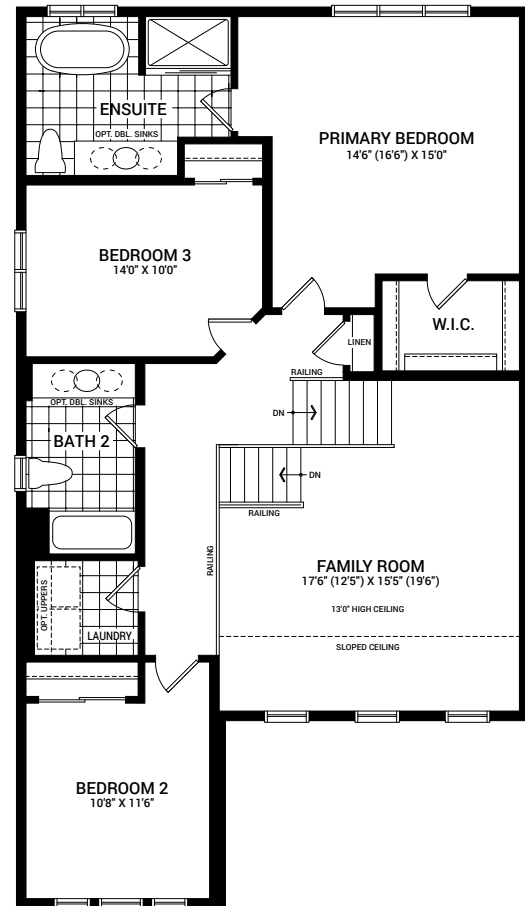 ENSUITE
OPT. DBL. SINKS
PRIMARY BEDROOM
14'6" (16'6") X 15'0"
BEDROOM 3
14'0" X 10'0"
W.I.C.
LINEN
RAILING
OPT. DBL. SINKS
DN
BATH 2
DN
RAILING
RAILING
FAMILY ROOM
17'6" (12'5") X 15'5" (19'6")
13'0" HIGH CEILING
SLOPED CEILING
OPT. UPPERS
LAUNDRY
BEDROOM 2
10'8" X 11'6"